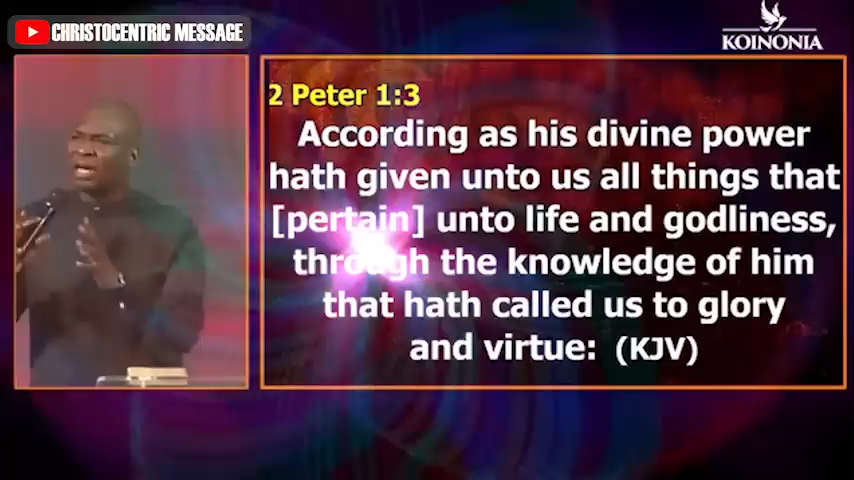 CHRISTOCENTRIC MESSAGE
KOINONIA
2 Peter 1:3
According as his divine power
hath given unto us all things that
[pertain] unto life and godliness,
through the knowledge of him
that hath called us to glory
and virtue: (KJV)